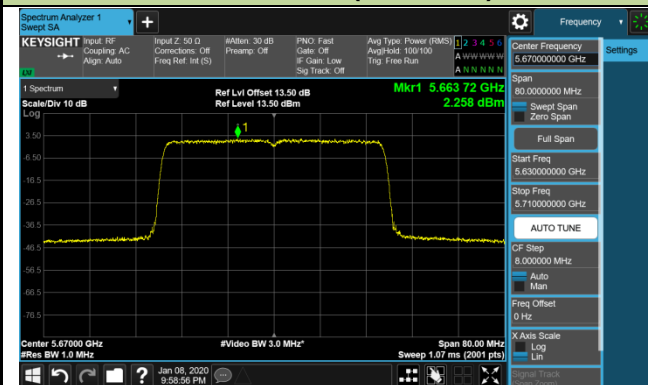 Spectrum Analyzer 1
Swept SA
+
Frequency
KEYSIGHT
Input: RF
Coupling: AC
Align: Auto
Input Z: 50 Ω
Corrections: Off
Freq Ref: Int (S)
#Atten: 30 dB
Preamp: Off
PNO: Fast
Gate: Off
IF Gain: Low
Sig Track: Off
Avg Type: Power (RMS)
Avg|Hold: 100/100
Trig: Free Run
1 2 3 4 5 6
A W W W W W
A N N N N N
LXI
Center Frequency
5.670000000 GHz
Settings
Span
80.0000000 MHz
Swept Span
Zero Span
Full Span
Start Freq
5.630000000 GHz
Stop Freq
5.710000000 GHz
AUTO TUNE
CF Step
8.000000 MHz
Auto
Man
Freq Offset
0 Hz
X Axis Scale
Log
Lin
Signal Track
1 Spectrum
Scale/Div 10 dB
Log
Ref Lvl Offset 13.50 dB
Ref Level 13.50 dBm
Mkr1 5.663 72 GHz
2.258 dBm
1
3.50
-6.50
-16.5
-26.5
-36.5
-46.5
-56.5
-66.5
-76.5
Center 5.67000 GHz
#Res BW 1.0 MHz
#Video BW 3.0 MHz*
Span 80.00 MHz
Sweep 1.07 ms (2001 pts)
?
Jan 08, 2020
9:58:56 PM